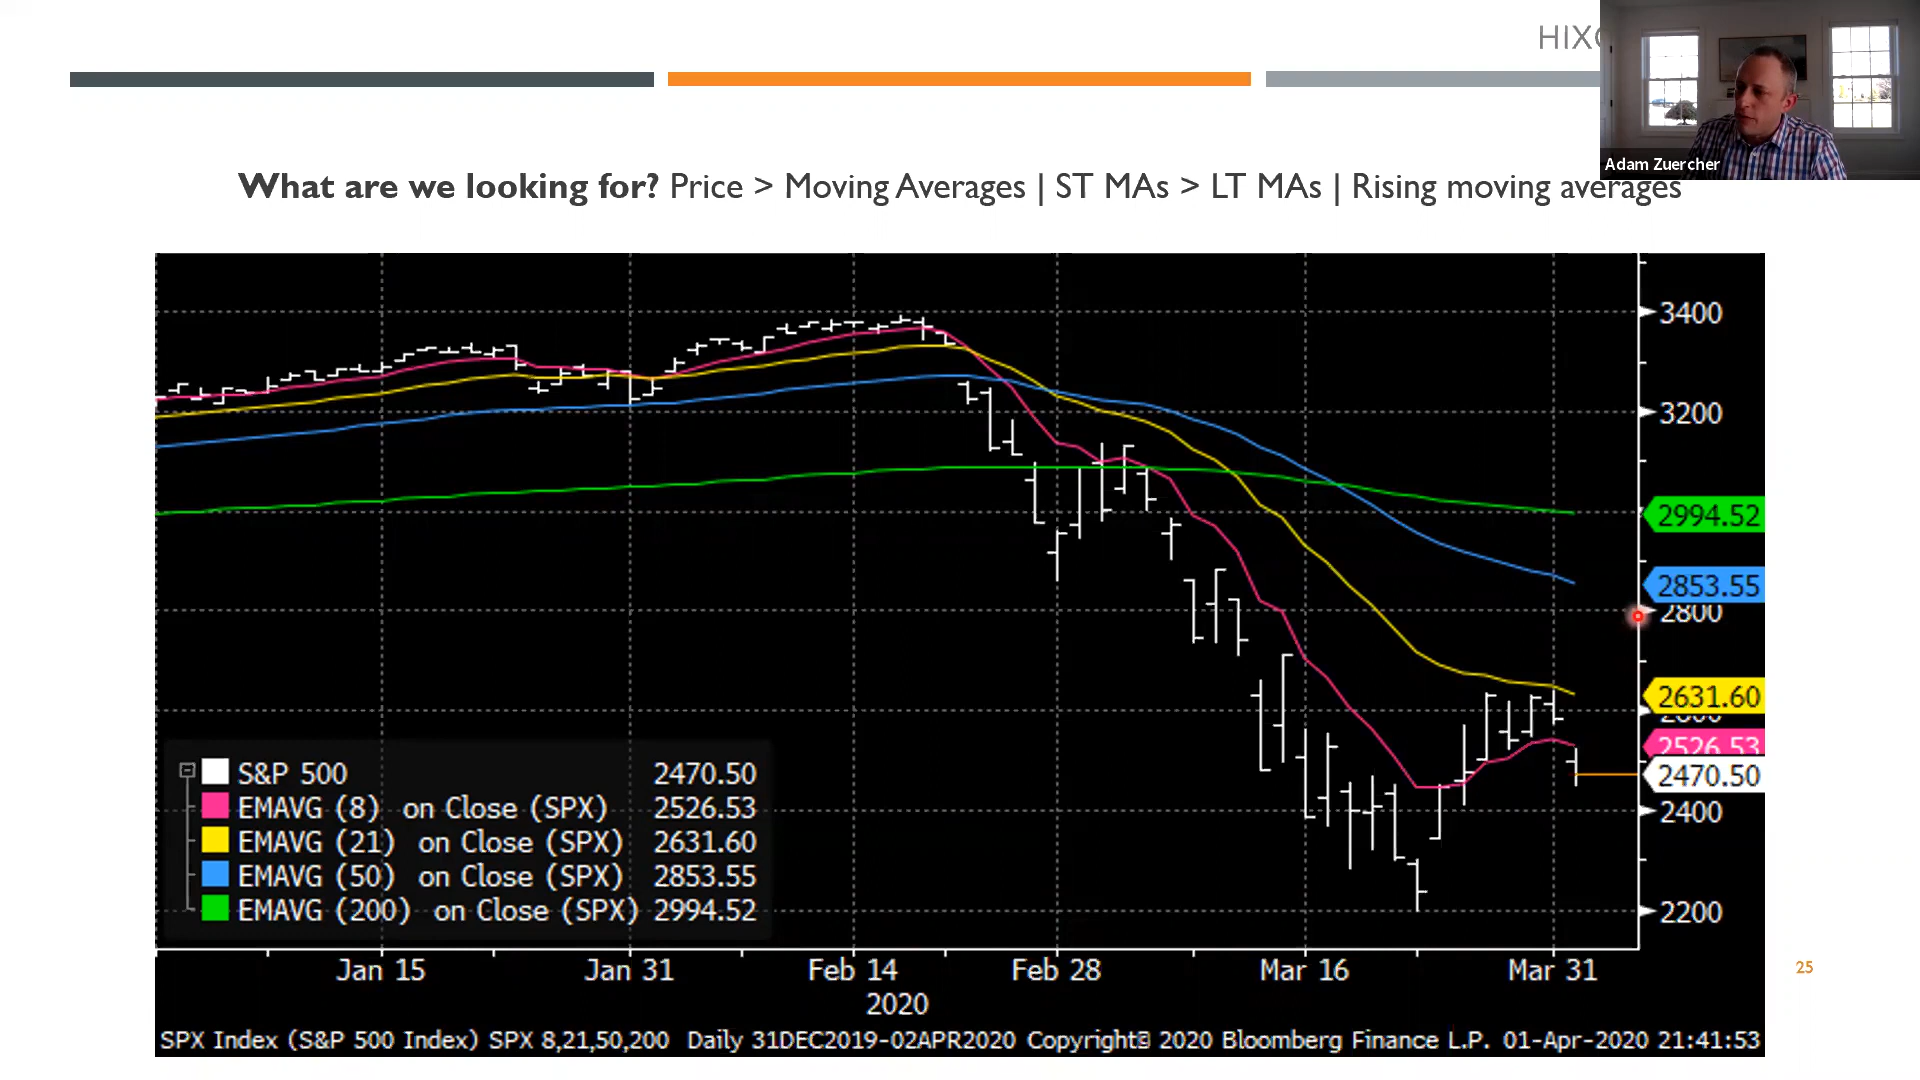 HIXO
Adam Zuercher
What are we looking for? Price > Moving Averages | ST MAs > LT MAs | Rising moving averages
3400
3200
2994.52
2853.55
2800
2631.60
2600
2526.53
2470.50
2400
2200
S&P 500 2470.50
EMAVG (8) on Close (SPX) 2526.53
EMAVG (21) on Close (SPX) 2631.60
EMAVG (50) on Close (SPX) 2853.55
EMAVG (200) on Close (SPX) 2994.52
Jan 15 Jan 31 Feb 14 Feb 28 Mar 16 Mar 31
2020
25
SPX Index (S&P 500 Index) SPX 8,21,50,200 Daily 31DEC2019-02APR2020 Copyright© 2020 Bloomberg Finance L.P. 01-Apr-2020 21:41:53